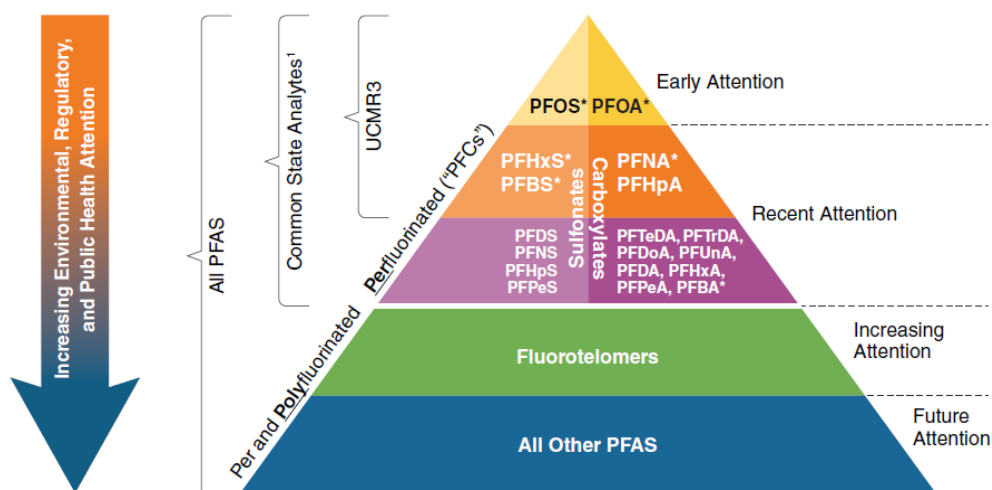 Increasing Environmental, Regulatory,
and Public Health Attention
All PFAS
Common State Analytes¹
UCMR3
Perfluorinated ("PFCs")
Per and Polyfluorinated
PFOS* PFOA*
Early Attention
PFHxS*
PFBS*
PFNA*
PFHpA
Sulfonates
Carboxylates
Recent Attention
PFDS
PFNS
PFHpS
PFPeS
PFTeDA, PFTrDA,
PFDoA, PFUnA,
PFDA, PFHxA,
PFPeA, PFBA*
Fluorotelomers
Increasing
Attention
All Other PFAS
Future
Attention